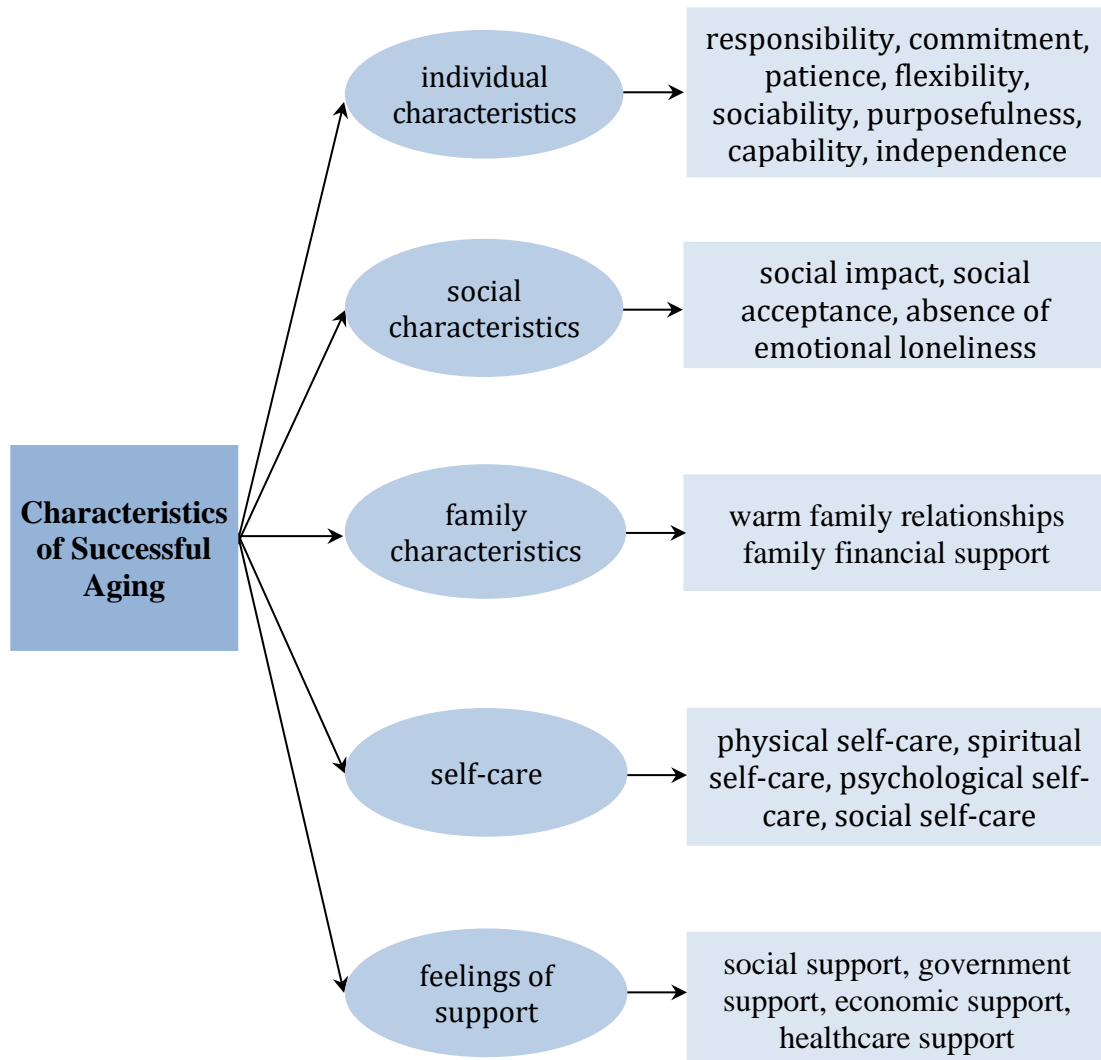 individual
characteristics
responsibility, commitment,
patience, flexibility,
sociability, purposefulness,
capability, independence
social
characteristics
social impact, social
acceptance, absence of
emotional loneliness
Characteristics
of Successful
Aging
family
characteristics
warm family relationships
family financial support
self-care
physical self-care, spiritual
self-care, psychological self-
care, social self-care
feelings of
support
social support, government
support, economic support,
healthcare support